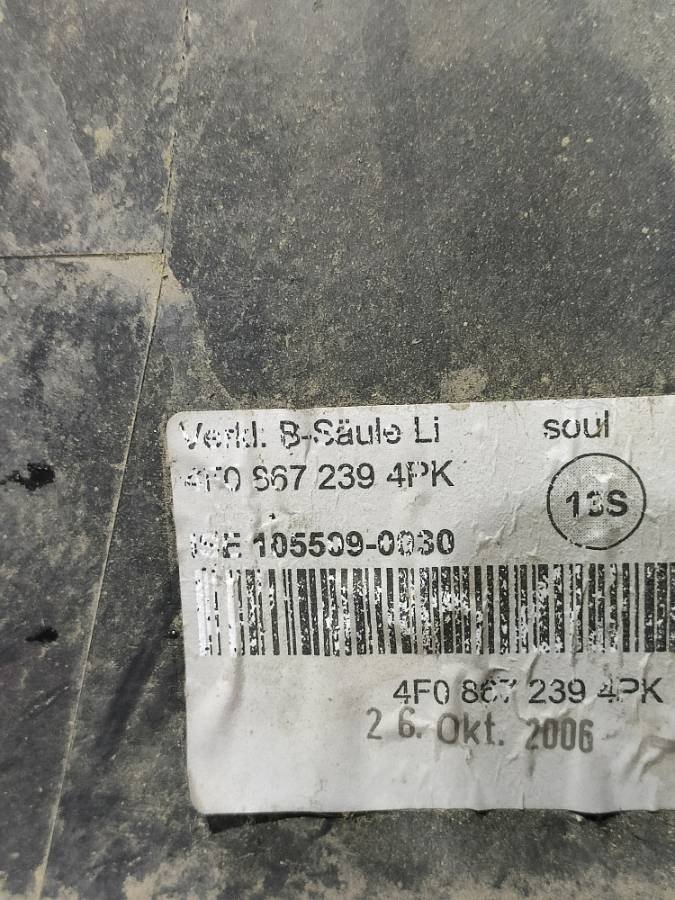 Verkl. B-Säule Li soul
4F0 867 239 4PK
13S
105509-0030
4F0 867 239 4PK
26. Okt. 2006